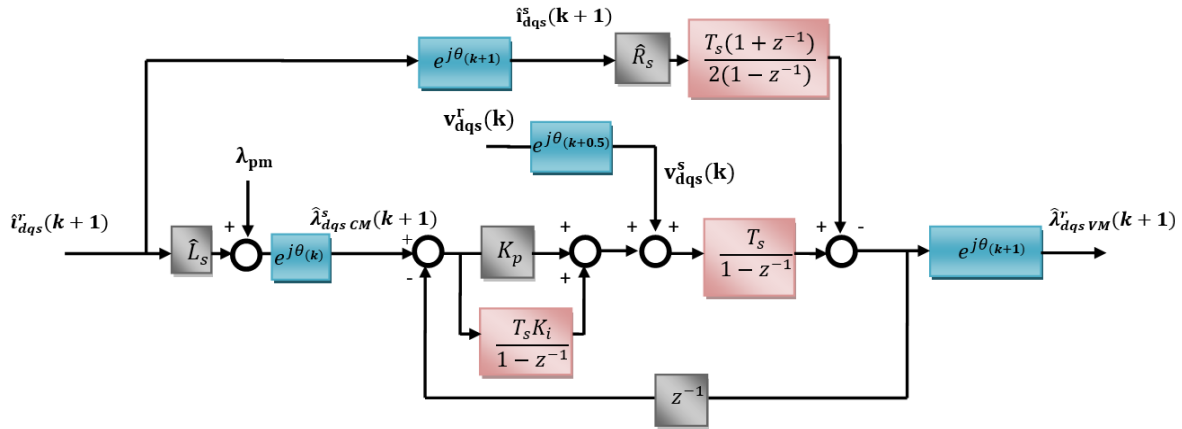 î^s_dqs(k+1)
e^{jθ(k+1)}
R̂_s
T_s(1 + z^{-1})
2(1 − z^{-1})
v^r_dqs(k)
e^{jθ(k+0.5)}
λ_pm
v^s_dqs(k)
î^r_dqs(k+1)
+
λ̂^s_dqs CM(k+1)
+
+
+
+
+
-
λ̂^r_dqs VM(k+1)
L̂_s
+
e^{jθ(k)}
K_p
T_s
1 − z^{-1}
e^{jθ(k+1)}
-
+
T_sK_i
1 − z^{-1}
z^{-1}